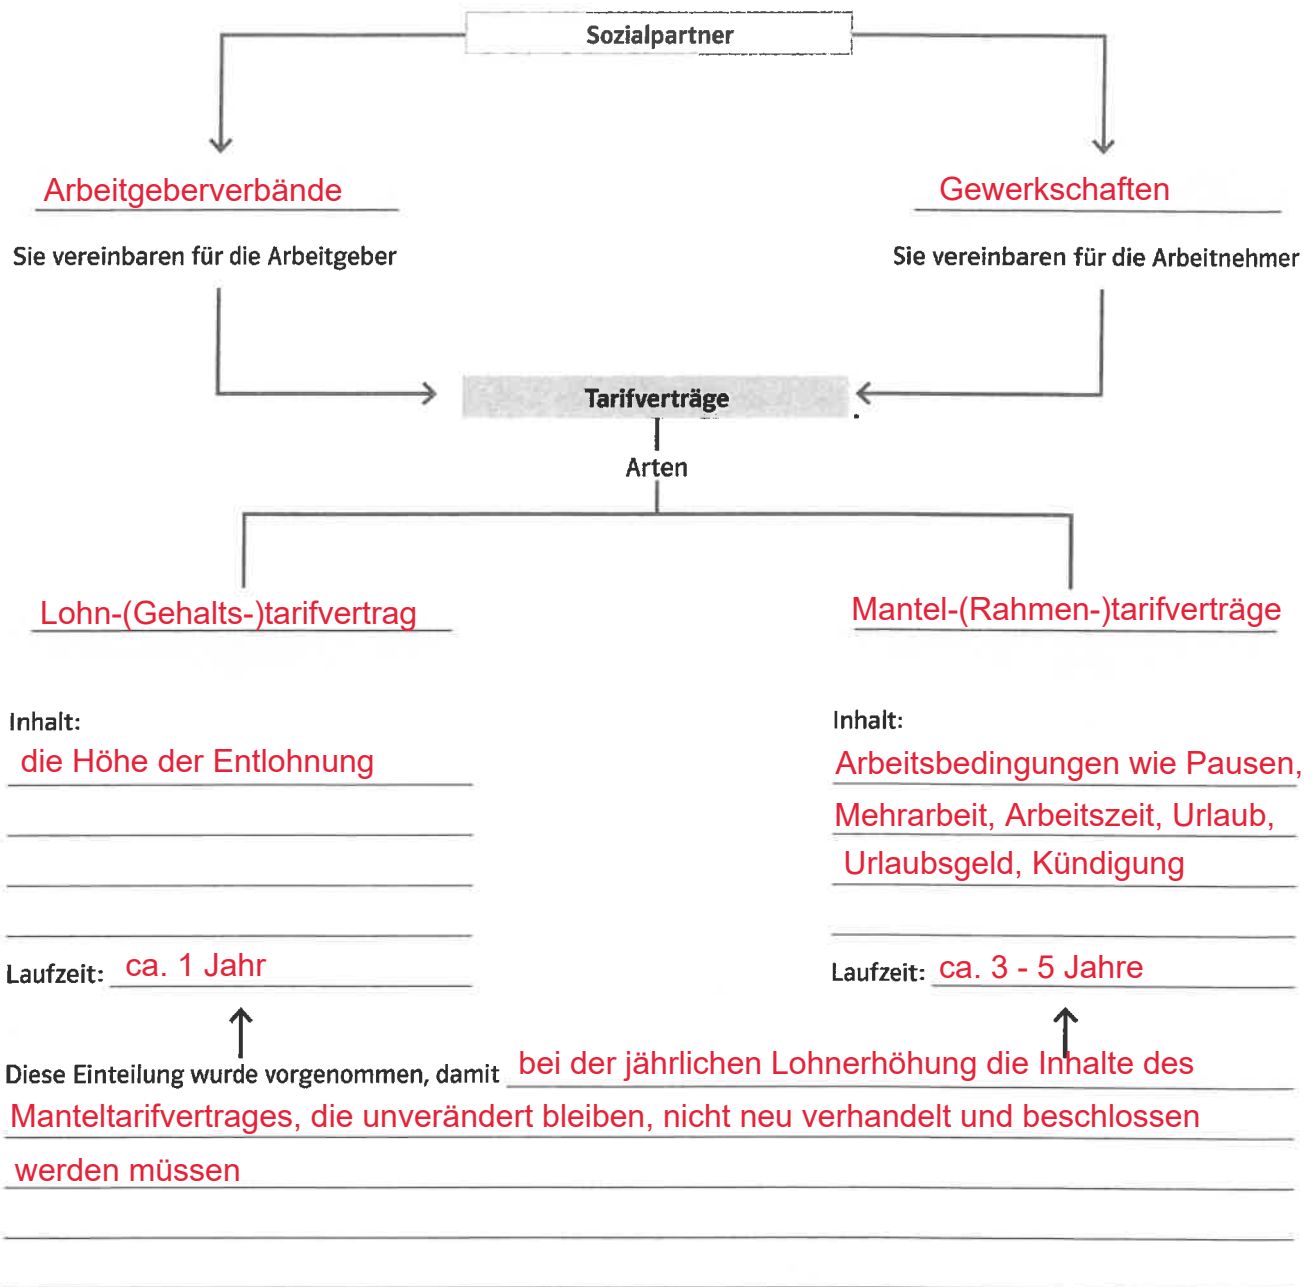 Sozialpartner
Arbeitgeberverbände
Gewerkschaften
Sie vereinbaren für die Arbeitgeber
Sie vereinbaren für die Arbeitnehmer
Tarifverträge
Arten
Lohn-(Gehalts-)tarifvertrag
Mantel-(Rahmen-)tarifverträge
Inhalt:
die Höhe der Entlohnung
Laufzeit: ca. 1 Jahr
Inhalt:
Arbeitsbedingungen wie Pausen,
Mehrarbeit, Arbeitszeit, Urlaub,
Urlaubsgeld, Kündigung
Laufzeit: ca. 3 - 5 Jahre
Diese Einteilung wurde vorgenommen, damit bei der jährlichen Lohnerhöhung die Inhalte des
Manteltarifvertrages, die unverändert bleiben, nicht neu verhandelt und beschlossen
werden müssen